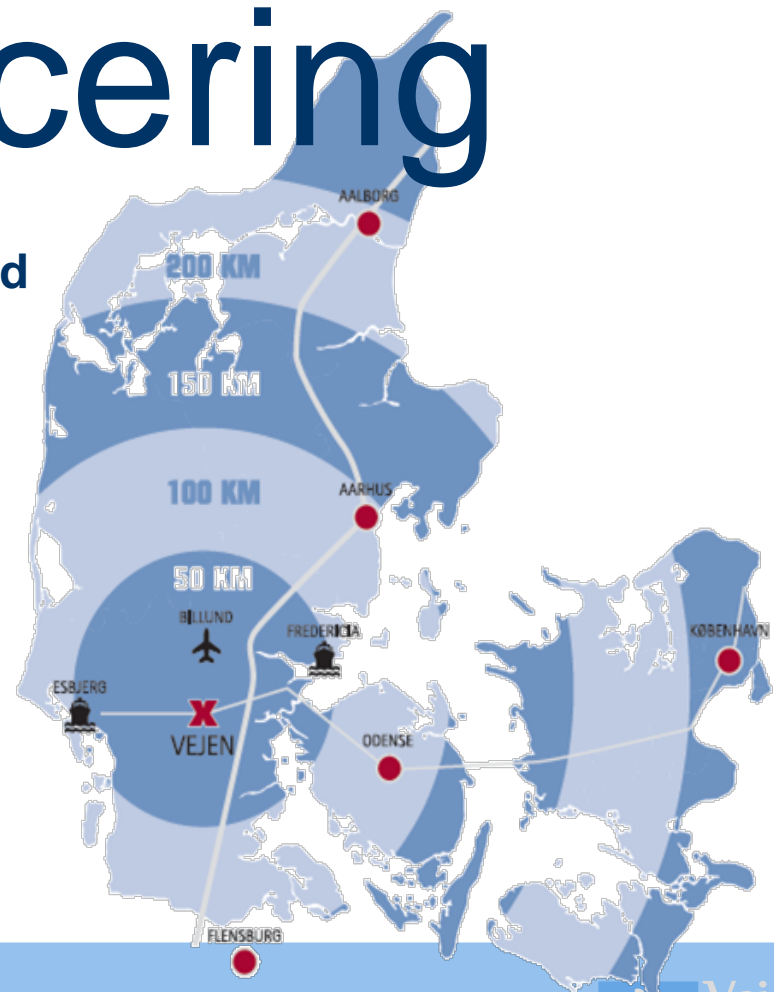 cering
AALBORG
d
200 KM
150 KM
100 KM
AARHUS
50 KM
BILLUND
FREDERICIA
KØBENHAVN
ESBJERG
X
VEJEN
ODENSE
FLENSBURG